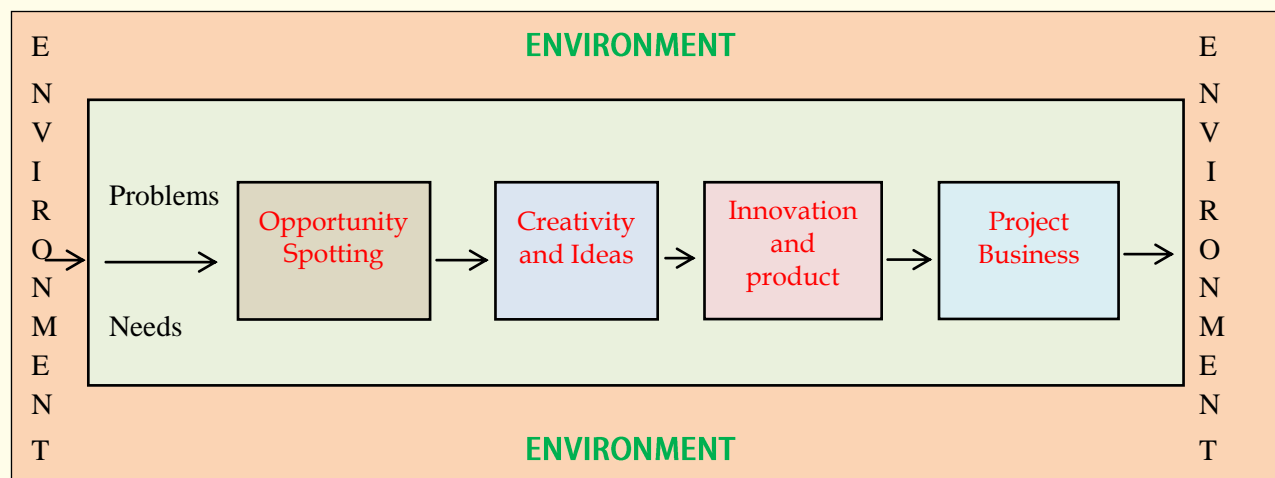 ENVIRONMENT
E
N
V
I
R
O
N
M
E
N
T
Problems
Needs
Opportunity
Spotting
Creativity
and Ideas
Innovation
and
product
Project
Business
E
N
V
I
R
O
N
M
E
N
T
ENVIRONMENT